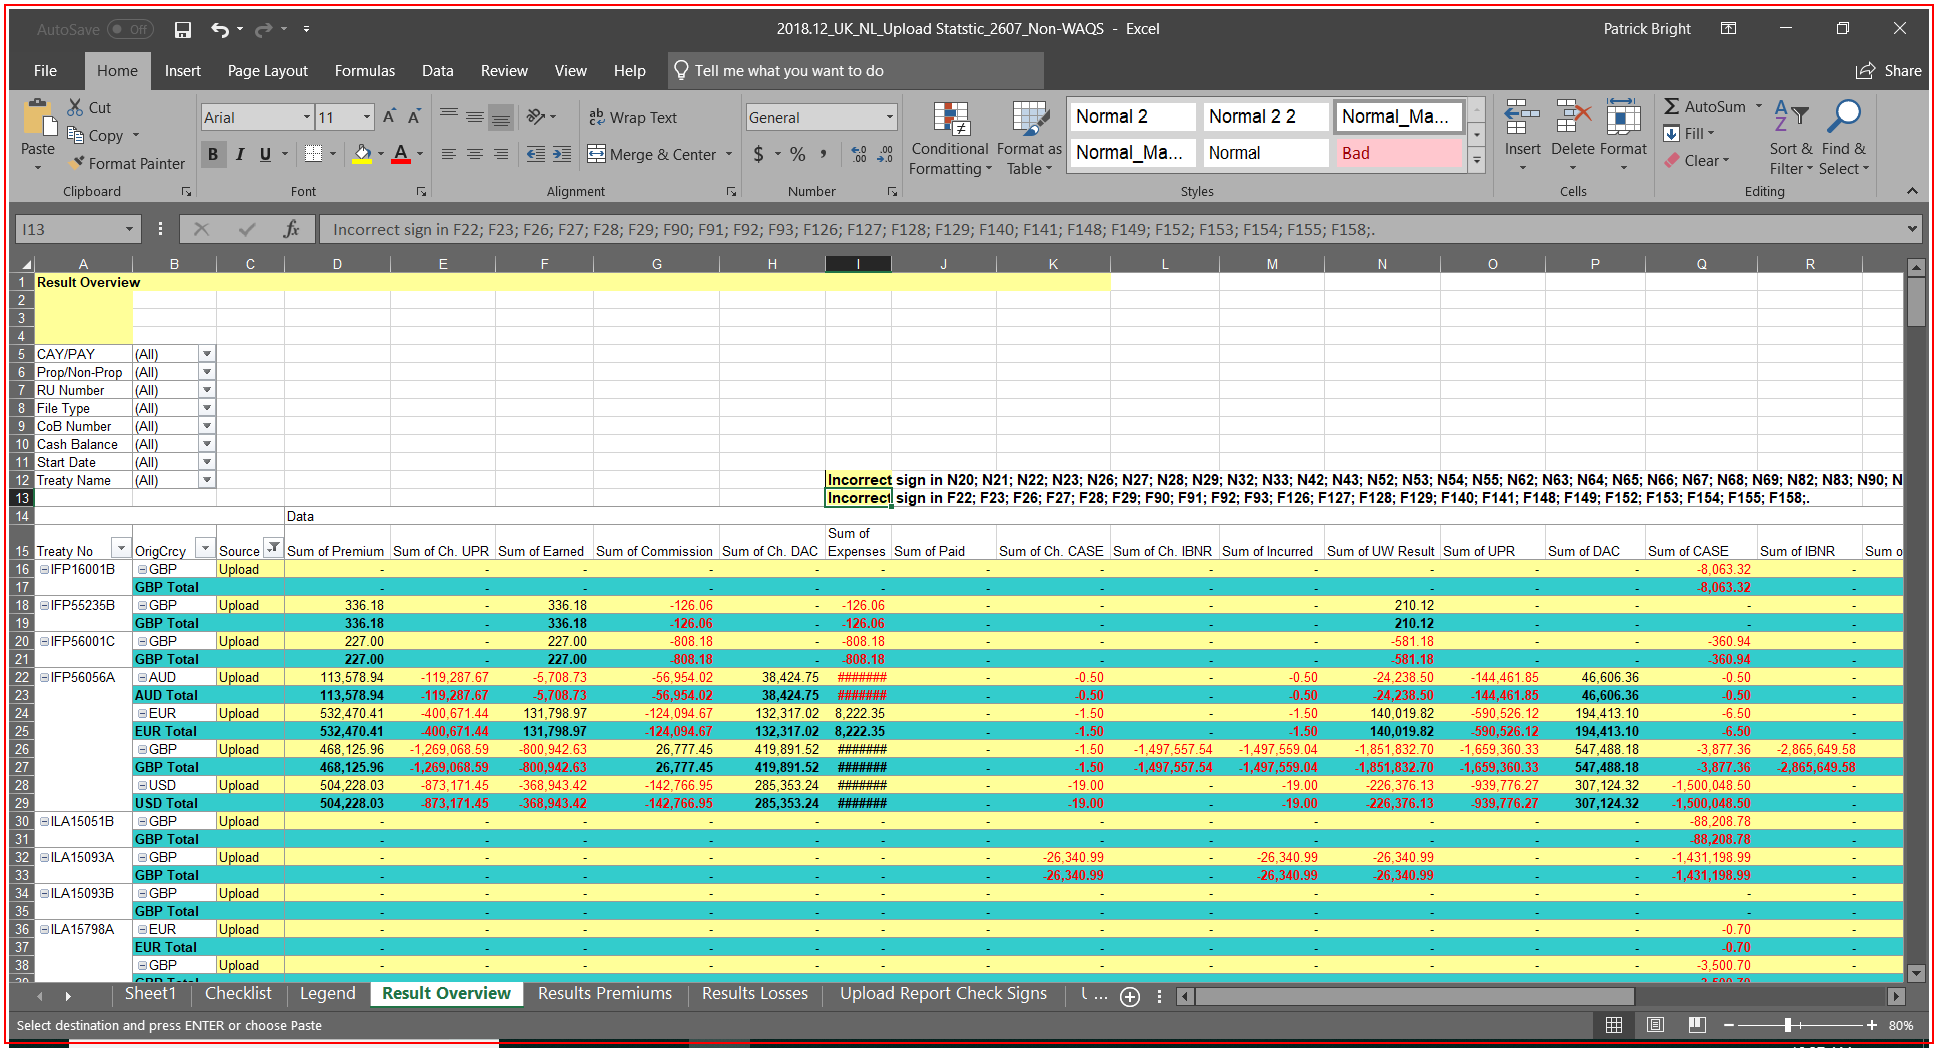 AutoSave Off 2018.12_UK_NL_Upload Statstic_2607_Non-WAQS - Excel Patrick Bright
File Home Insert Page Layout Formulas Data Review View Help Tell me what you want to do Share
Paste Cut Copy Format Painter Clipboard
Arial 11 A A B I U A Font
ab Wrap Text Merge & Center Alignment
General $ % , Number
Conditional Formatting Format as Table
Normal 2 Normal 2 2 Normal_Ma...
Normal_Ma... Normal Bad
Styles
Insert Delete Format Cells
AutoSum Fill Clear Sort & Filter Find & Select Editing
I13 fx Incorrect sign in F22; F23; F26; F27; F28; F29; F90; F91; F92; F93; F126; F127; F128; F129; F140; F141; F148; F149; F152; F153; F154; F155; F158;.
A B C D E F G H I J K L M N O P Q R
1 Result Overview
2
3
4
5 CAY/PAY (All)
6 Prop/Non-Prop (All)
7 RU Number (All)
8 File Type (All)
9 CoB Number (All)
10 Cash Balance (All)
11 Start Date (All)
12 Treaty Name (All) Incorrect sign in N20; N21; N22; N23; N26; N27; N28; N29; N32; N33; N42; N43; N52; N53; N54; N55; N62; N63; N64; N65; N66; N67; N68; N69; N82; N83; N90; N
13 Incorrect sign in F22; F23; F26; F27; F28; F29; F90; F91; F92; F93; F126; F127; F128; F129; F140; F141; F148; F149; F152; F153; F154; F155; F158;.
14 Data
15 Treaty No OrigCrcy Source Sum of Premium Sum of Ch. UPR Sum of Earned Sum of Commission Sum of Ch. DAC Sum of Expenses Sum of Paid Sum of Ch. CASE Sum of Ch. IBNR Sum of Incurred Sum of UW Result Sum of UPR Sum of DAC Sum of CASE Sum of IBNR Sum o
16 IFP16001B GBP Upload - - - - - - - - - - - - - -8,063.32 -
17 GBP Total - - - - - - - - - - - - - -8,063.32 -
18 IFP55235B GBP Upload 336.18 - 336.18 -126.06 - -126.06 - - - - 210.12 - - - -
19 GBP Total 336.18 - 336.18 -126.06 - -126.06 - - - - 210.12 - - - -
20 IFP56001C GBP Upload 227.00 - 227.00 -808.18 - -808.18 - - - - -581.18 - - -360.94 -
21 GBP Total 227.00 - 227.00 -808.18 - -808.18 - - - - -581.18 - - -360.94 -
22 IFP56056A AUD Upload 113,578.94 -119,287.67 -5,708.73 -56,954.02 38,424.75 ####### - -0.50 - -0.50 -24,238.50 -144,461.85 46,606.36 -0.50 -
23 AUD Total 113,578.94 -119,287.67 -5,708.73 -56,954.02 38,424.75 ####### - -0.50 - -0.50 -24,238.50 -144,461.85 46,606.36 -0.50 -
24 EUR Upload 532,470.41 -400,671.44 131,798.97 -124,094.67 132,317.02 8,222.35 - -1.50 - -1.50 140,019.82 -590,526.12 194,413.10 -6.50 -
25 EUR Total 532,470.41 -400,671.44 131,798.97 -124,094.67 132,317.02 8,222.35 - -1.50 - -1.50 140,019.82 -590,526.12 194,413.10 -6.50 -
26 GBP Upload 468,125.96 -1,269,068.59 -800,942.63 26,777.45 419,891.52 ####### - -1.50 -1,497,557.54 -1,497,559.04 -1,851,832.70 -1,659,360.33 547,488.18 -3,877.36 -2,865,649.58
27 GBP Total 468,125.96 -1,269,068.59 -800,942.63 26,777.45 419,891.52 ####### - -1.50 -1,497,557.54 -1,497,559.04 -1,851,832.70 -1,659,360.33 547,488.18 -3,877.36 -2,865,649.58
28 USD Upload 504,228.03 -873,171.45 -368,943.42 -142,766.95 285,353.24 ####### - -19.00 - -19.00 -226,376.13 -939,776.27 307,124.32 -1,500,048.50 -
29 USD Total 504,228.03 -873,171.45 -368,943.42 -142,766.95 285,353.24 ####### - -19.00 - -19.00 -226,376.13 -939,776.27 307,124.32 -1,500,048.50 -
30 ILA15051B GBP Upload - - - - - - - - - - - - - -88,208.78 -
31 GBP Total - - - - - - - - - - - - - -88,208.78 -
32 ILA15093A GBP Upload - - - - - - - -26,340.99 - -26,340.99 -26,340.99 - - -1,431,198.99 -
33 GBP Total - - - - - - - -26,340.99 - -26,340.99 -26,340.99 - - -1,431,198.99 -
34 ILA15093B GBP Upload - - - - - - - - - - - - - - -
35 GBP Total - - - - - - - - - - - - - - -
36 ILA15798A EUR Upload - - - - - - - - - - - - - -0.70 -
37 EUR Total - - - - - - - - - - - - - -0.70 -
38 GBP Upload - - - - - - - - - - - - - -3,500.70 -
Sheet1 Checklist Legend Result Overview Results Premiums Results Losses Upload Report Check Signs ...
Select destination and press ENTER or choose Paste 80%